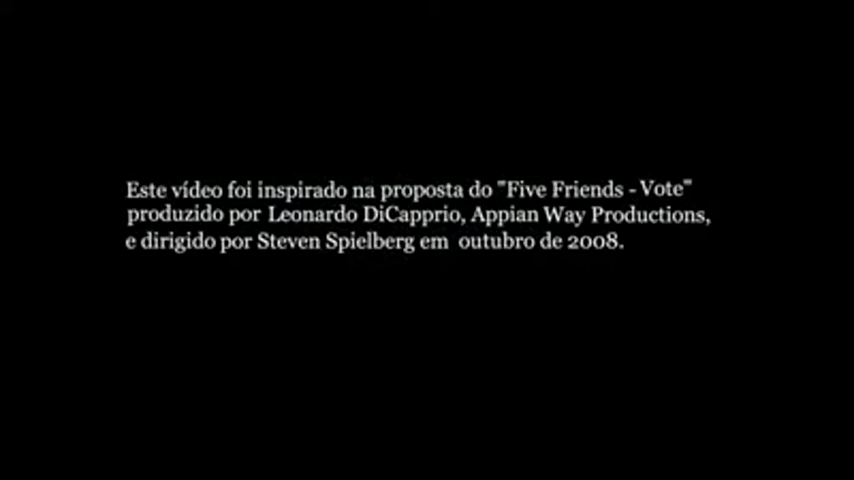 Este vídeo foi inspirado na proposta do "Five Friends - Vote"
produzido por Leonardo DiCapprio, Appian Way Productions,
e dirigido por Steven Spielberg em outubro de 2008.